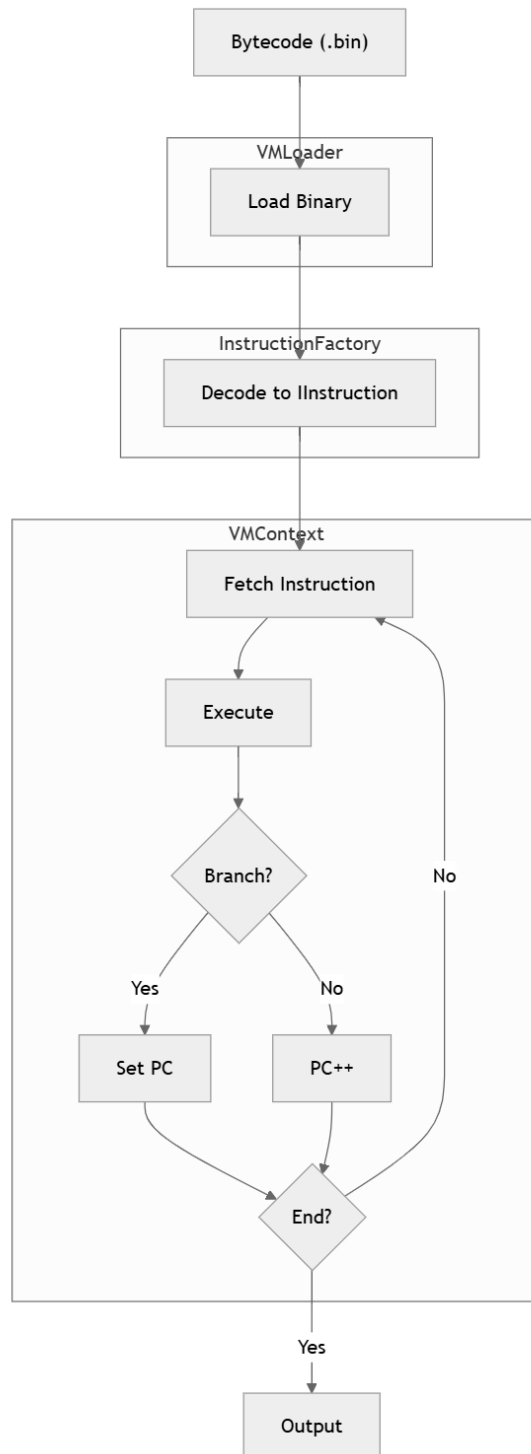 Bytecode (.bin)
VMLoader
Load Binary
InstructionFactory
Decode to IInstruction
VMContext
Fetch Instruction
Execute
Branch?
No
Yes
No
Set PC
PC++
End?
Yes
Output